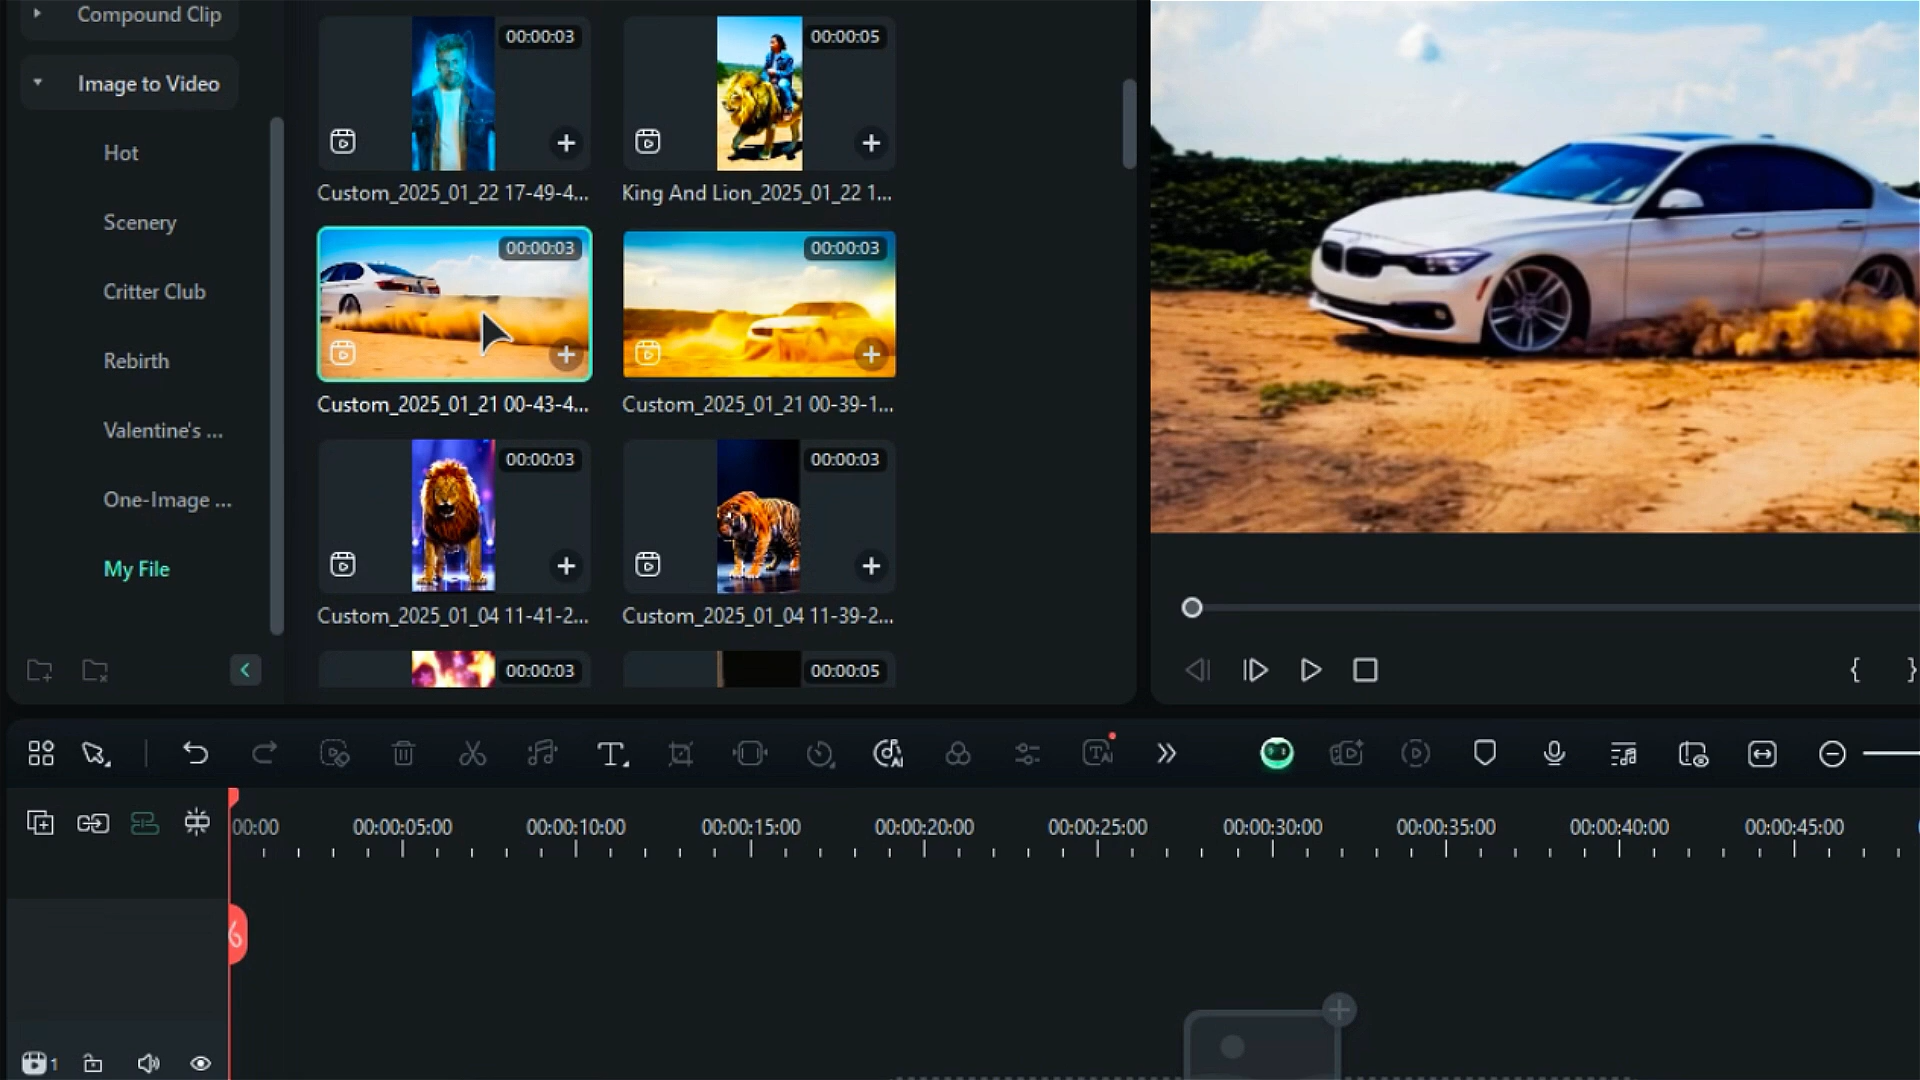 Compound Clip
Image to Video
Hot
Scenery
Critter Club
Rebirth
Valentine's ...
One-Image ...
My File
00:00:03
00:00:05
Custom_2025_01_22 17-49-4...
King And Lion_2025_01_22 1...
00:00:03
00:00:03
Custom_2025_01_21 00-43-4...
Custom_2025_01_21 00-39-1...
00:00:03
00:00:03
Custom_2025_01_04 11-41-2...
Custom_2025_01_04 11-39-2...
00:00:03
00:00:05
{ }
T
AI
TAI
00:00
00:00:05:00
00:00:10:00
00:00:15:00
00:00:20:00
00:00:25:00
00:00:30:00
00:00:35:00
00:00:40:00
00:00:45:00
1